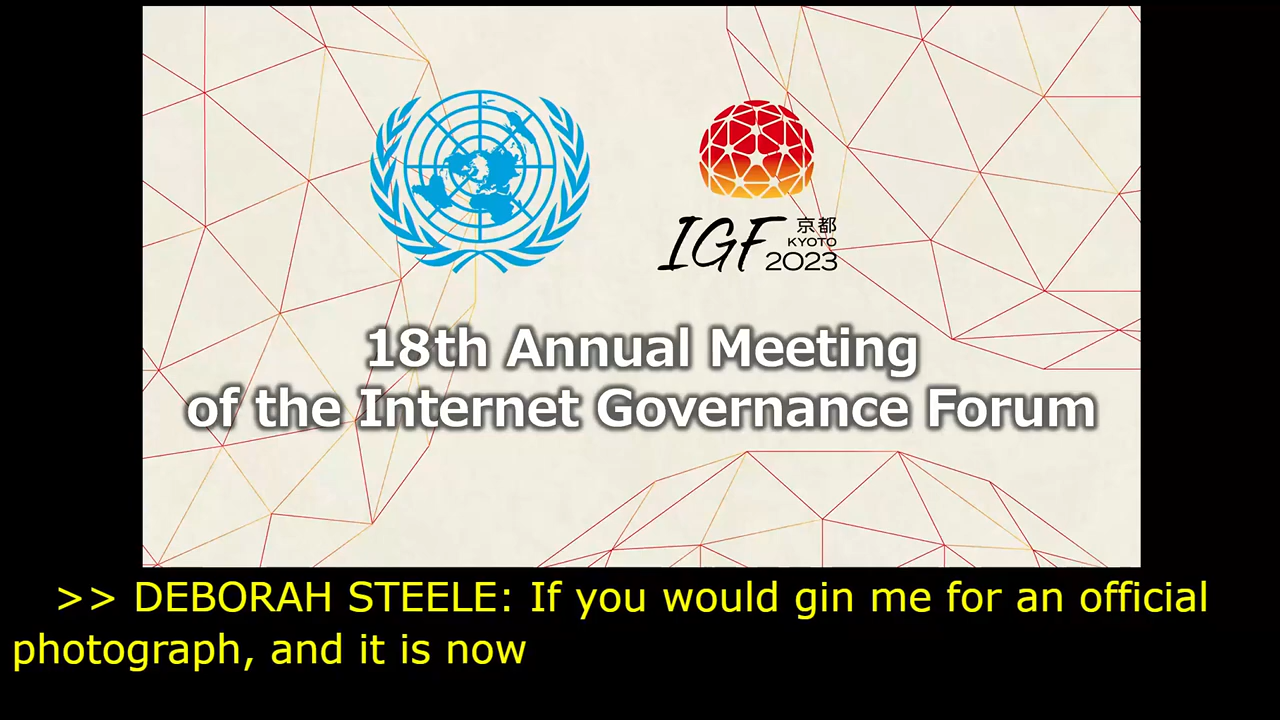 IGF 京都
KYOTO
2023
18th Annual Meeting
of the Internet Governance Forum
>> DEBORAH STEELE: If you would gin me for an official
photograph, and it is now